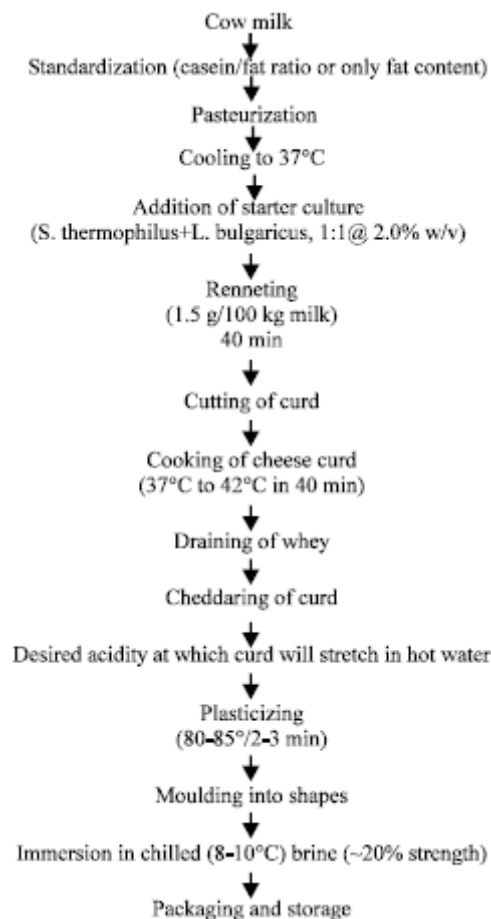 Cow milk
Standardization (casein/fat ratio or only fat content)
Pasteurization
Cooling to 37°C
Addition of starter culture
(S. thermophilus+L. bulgaricus, 1:1@ 2.0% w/v)
Renneting
(1.5 g/100 kg milk)
40 min
Cutting of curd
Cooking of cheese curd
(37°C to 42°C in 40 min)
Draining of whey
Cheddaring of curd
Desired acidity at which curd will stretch in hot water
Plasticizing
(80-85°/2-3 min)
Moulding into shapes
Immersion in chilled (8-10°C) brine (~20% strength)
Packaging and storage